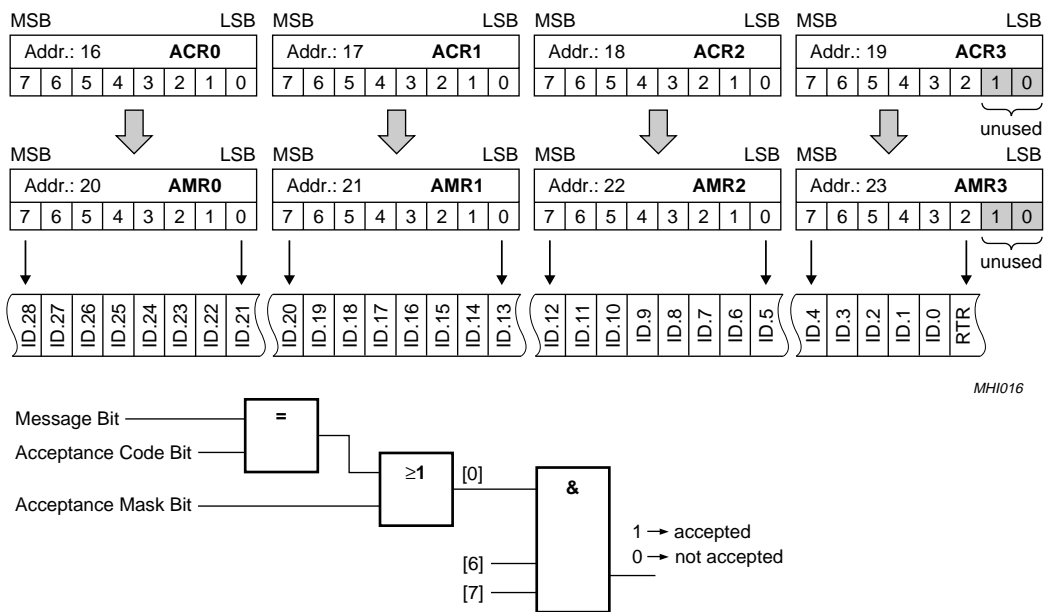 MSB LSB MSB LSB MSB LSB MSB LSB
Addr.: 16 ACR0 Addr.: 17 ACR1 Addr.: 18 ACR2 Addr.: 19 ACR3
7 6 5 4 3 2 1 0 7 6 5 4 3 2 1 0 7 6 5 4 3 2 1 0 7 6 5 4 3 2 1 0
unused
MSB LSB MSB LSB MSB LSB MSB LSB
Addr.: 20 AMR0 Addr.: 21 AMR1 Addr.: 22 AMR2 Addr.: 23 AMR3
7 6 5 4 3 2 1 0 7 6 5 4 3 2 1 0 7 6 5 4 3 2 1 0 7 6 5 4 3 2 1 0
unused
ID.28 ID.27 ID.26 ID.25 ID.24 ID.23 ID.22 ID.21 ID.20 ID.19 ID.18 ID.17 ID.16 ID.15 ID.14 ID.13 ID.12 ID.11 ID.10 ID.9 ID.8 ID.7 ID.6 ID.5 ID.4 ID.3 ID.2 ID.1 ID.0 RTR
MHI016
Message Bit =
Acceptance Code Bit
≥1 [0] &
Acceptance Mask Bit
1 → accepted
0 → not accepted
[6]
[7]